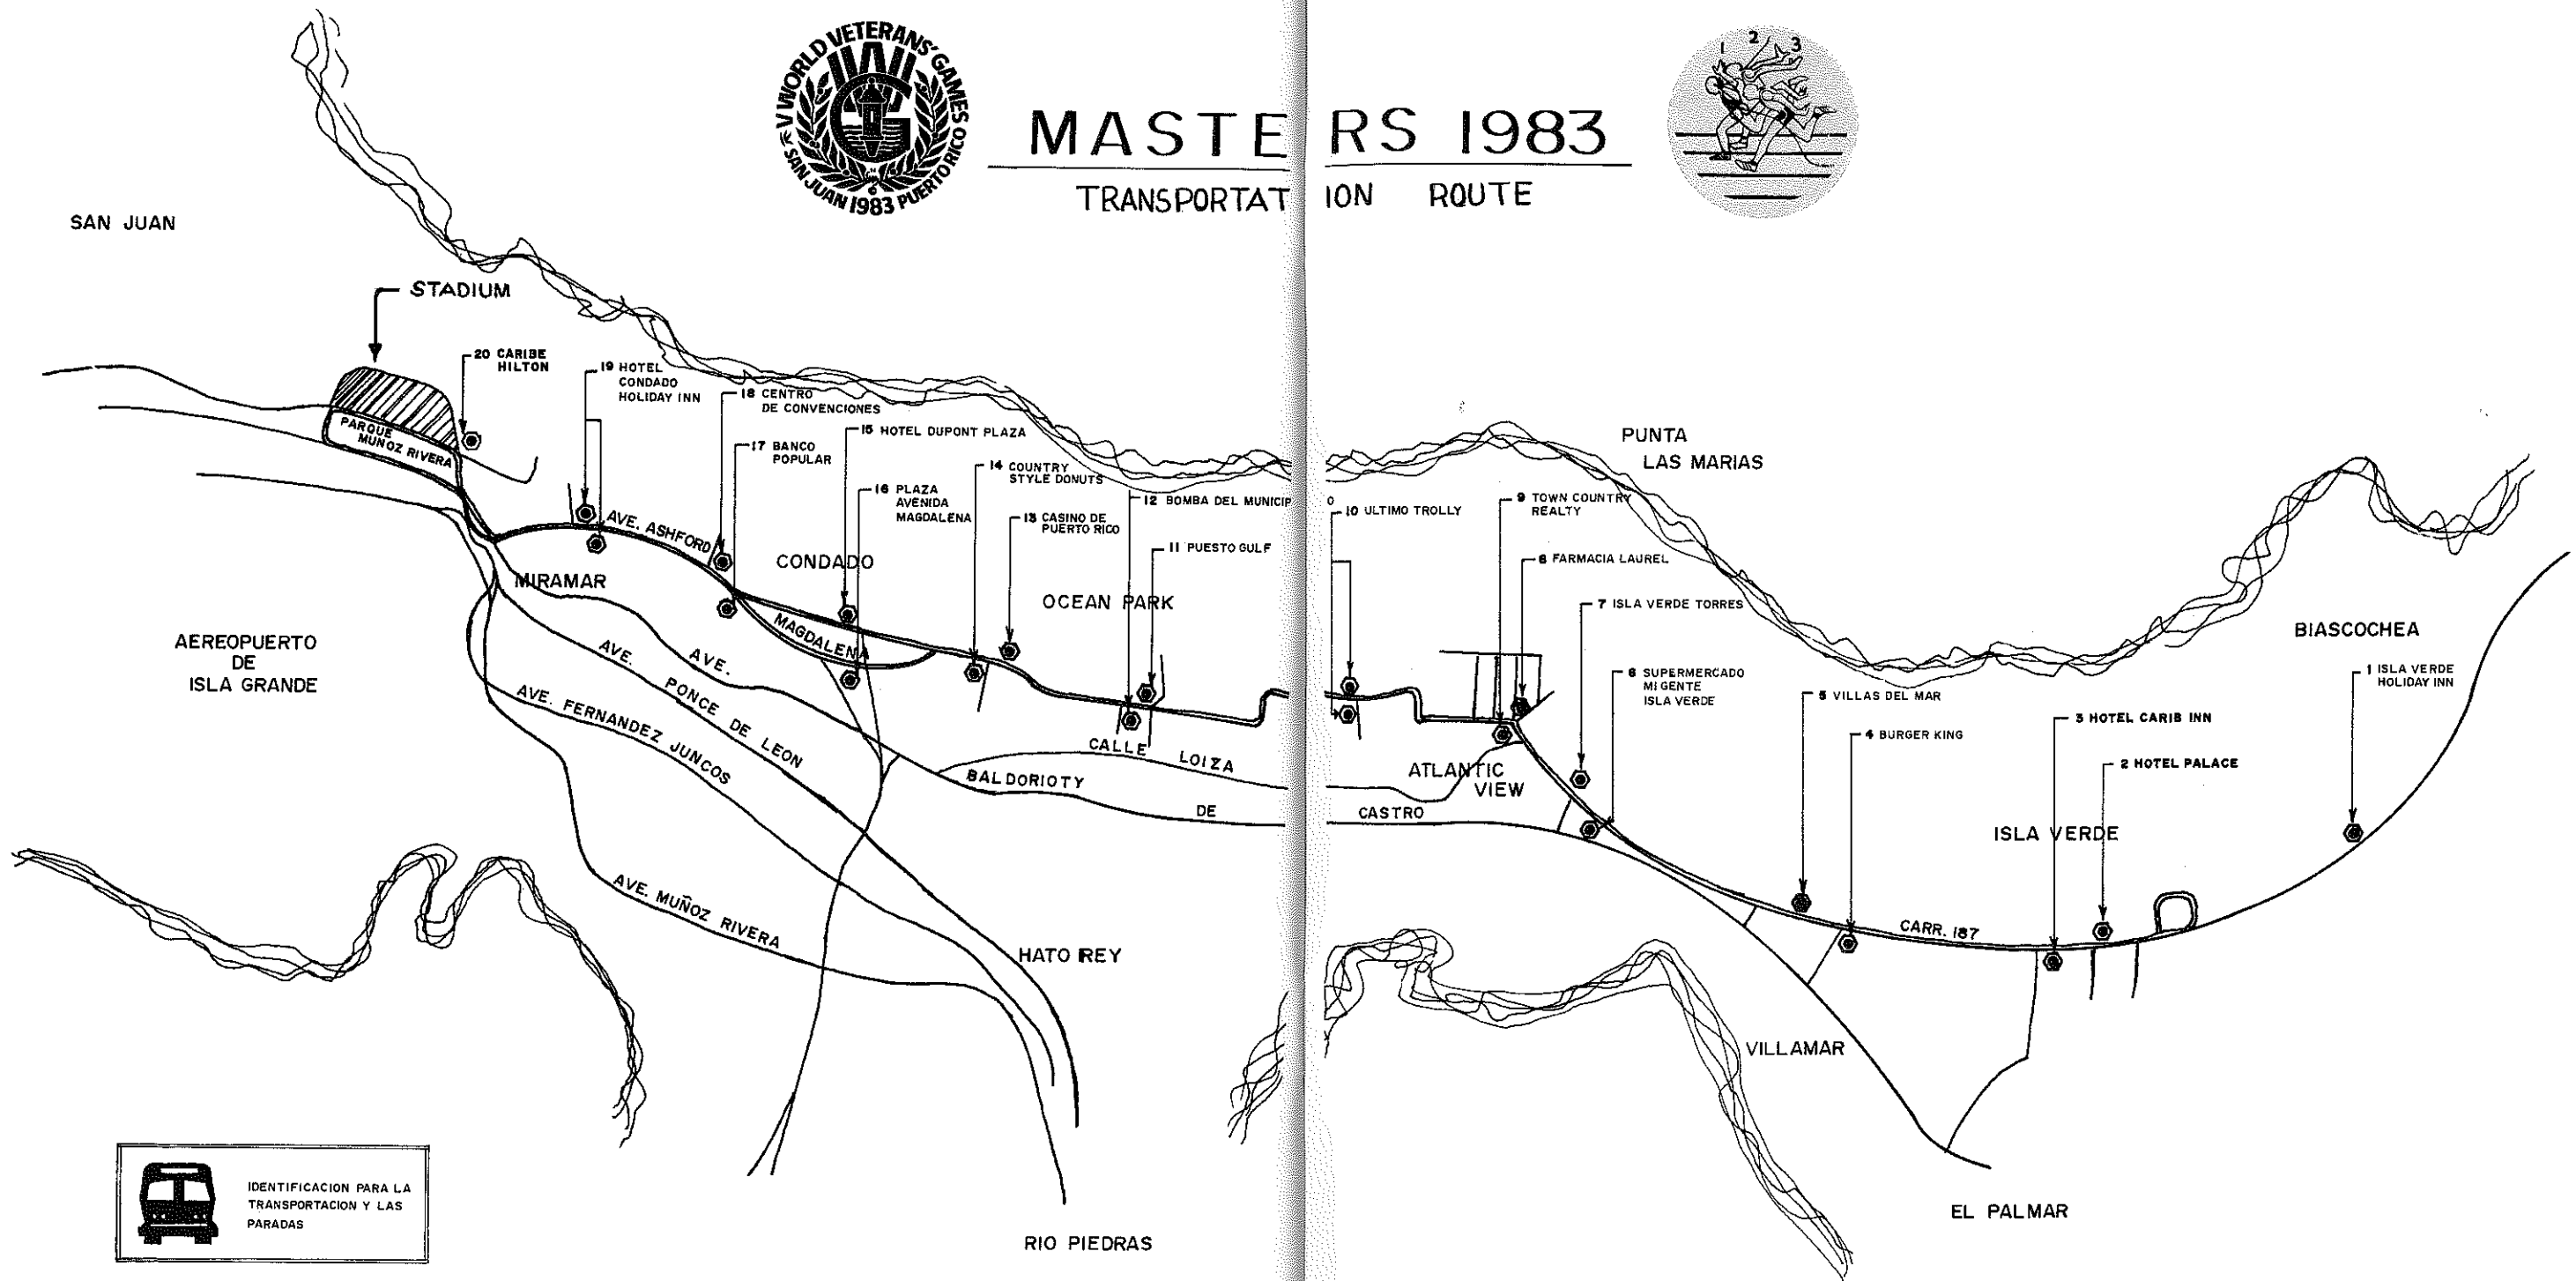 V WORLD VETERANS' GAMES
SAN JUAN 1983 PUERTO RICO
WVG
MASTERS 1983
TRANSPORTATION ROUTE
1 2 3
SAN JUAN
STADIUM
PARQUE
MUÑOZ RIVERA
20 CARIBE
HILTON
19 HOTEL
CONDADO
HOLIDAY INN
18 CENTRO
DE CONVENCIONES
17 BANCO
POPULAR
15 HOTEL DUPONT PLAZA
16 PLAZA
AVENIDA
MAGDALENA
14 COUNTRY
STYLE DONUTS
13 CASINO DE
PUERTO RICO
12 BOMBA DEL MUNICIP O
11 PUESTO GULF
10 ULTIMO TROLLY
9 TOWN COUNTRY
REALTY
8 FARMACIA LAUREL
7 ISLA VERDE TORRES
6 SUPERMERCADO
MI GENTE
ISLA VERDE
5 VILLAS DEL MAR
4 BURGER KING
3 HOTEL CARIB INN
2 HOTEL PALACE
1 ISLA VERDE
HOLIDAY INN
PUNTA
LAS MARIAS
BIASCOCHEA
AVE. ASHFORD
CONDADO
MIRAMAR
OCEAN PARK
MAGDALENA
AEREOPUERTO
DE
ISLA GRANDE
AVE. PONCE DE LEON
AVE. FERNANDEZ JUNCOS
AVE. BALDORIOTY DE CASTRO
CALLE LOIZA
ATLANTIC
VIEW
ISLA VERDE
CARR. 187
AVE. MUÑOZ RIVERA
HATO REY
VILLAMAR
EL PALMAR
RIO PIEDRAS
IDENTIFICACION PARA LA
TRANSPORTACION Y LAS
PARADAS